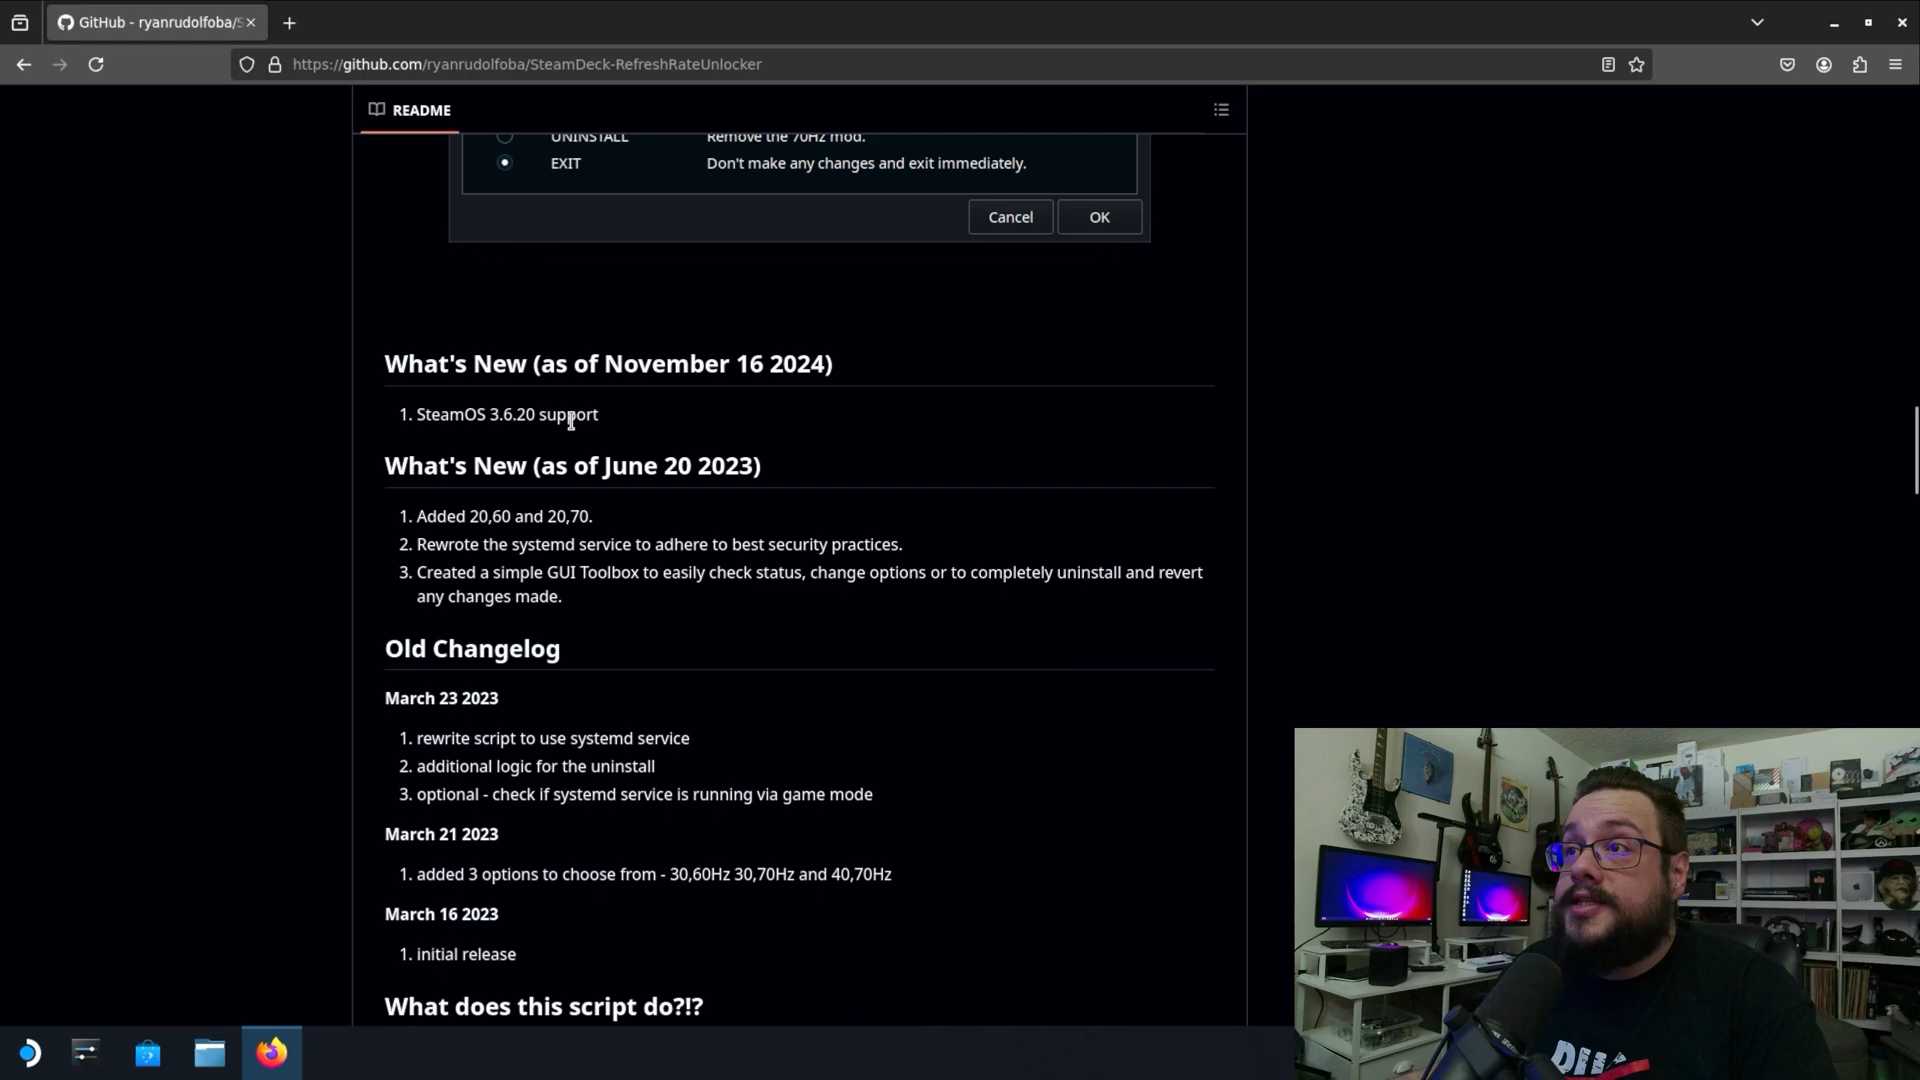 GitHub - ryanrudolfoba/S
https://github.com/ryanrudolfoba/SteamDeck-RefreshRateUnlocker
README
UNINSTALL Remove the 70Hz mod.
EXIT Don't make any changes and exit immediately.
Cancel OK
What's New (as of November 16 2024)
1. SteamOS 3.6.20 support
What's New (as of June 20 2023)
1. Added 20,60 and 20,70.
2. Rewrote the systemd service to adhere to best security practices.
3. Created a simple GUI Toolbox to easily check status, change options or to completely uninstall and revert
any changes made.
Old Changelog
March 23 2023
1. rewrite script to use systemd service
2. additional logic for the uninstall
3. optional - check if systemd service is running via game mode
March 21 2023
1. added 3 options to choose from - 30,60Hz 30,70Hz and 40,70Hz
March 16 2023
1. initial release
What does this script do?!?